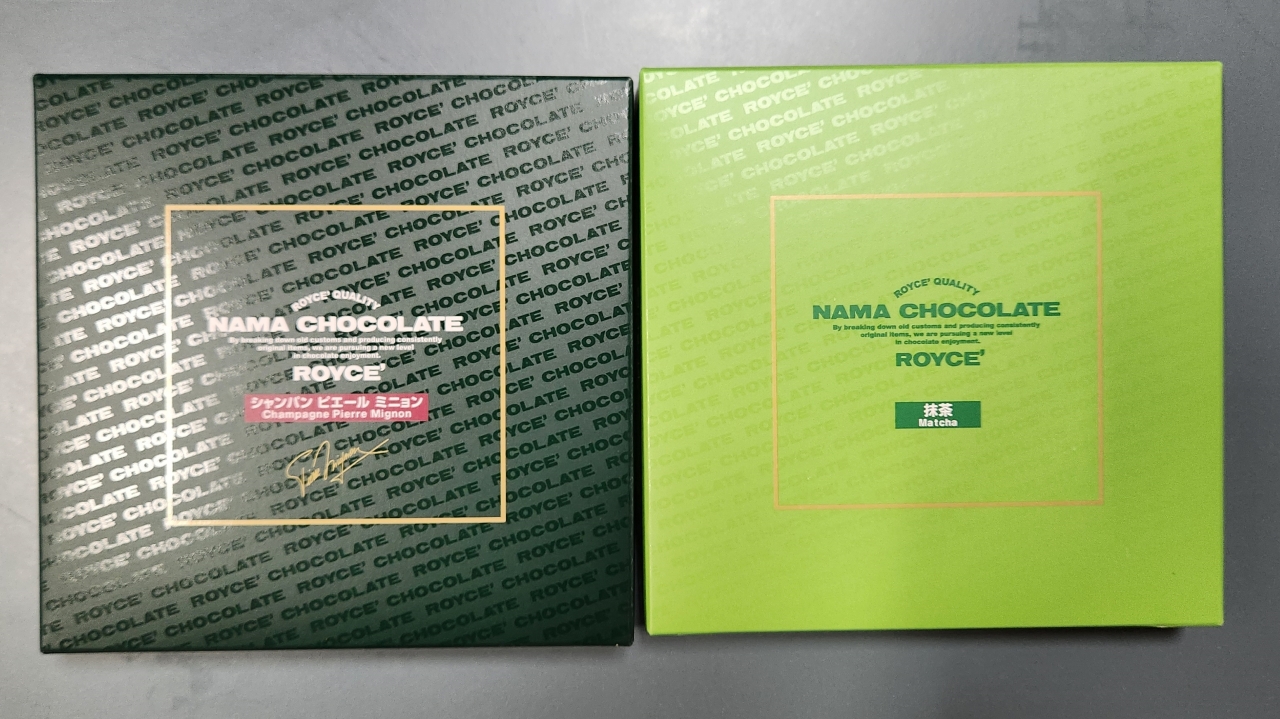 ROYCE' QUALITY
NAMA CHOCOLATE
By breaking down old customs and producing consistently
original items, we are pursuing a new level
in chocolate enjoyment.
ROYCE'
シャンパン ピエール ミニョン
Champagne Pierre Mignon
ROYCE' QUALITY
NAMA CHOCOLATE
By breaking down old customs and producing consistently
original items, we are pursuing a new level
in chocolate enjoyment.
ROYCE'
抹茶
Matcha